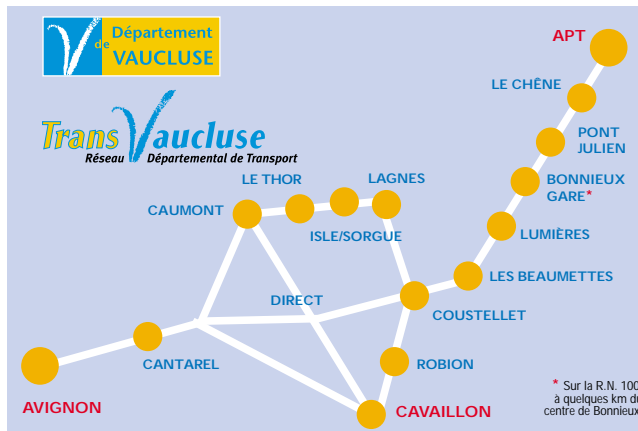 Département
de
VAUCLUSE
TransVaucluse
Réseau Départemental de Transport
APT
LE CHÊNE
PONT
JULIEN
BONNIEUX
GARE*
LUMIÈRES
LES BEAUMETTES
LE THOR
LAGNES
CAUMONT
ISLE/SORGUE
DIRECT
COUSTELLET
CANTAREL
ROBION
AVIGNON
CAVAILLON
* Sur la R.N. 100
à quelques km du
centre de Bonnieux